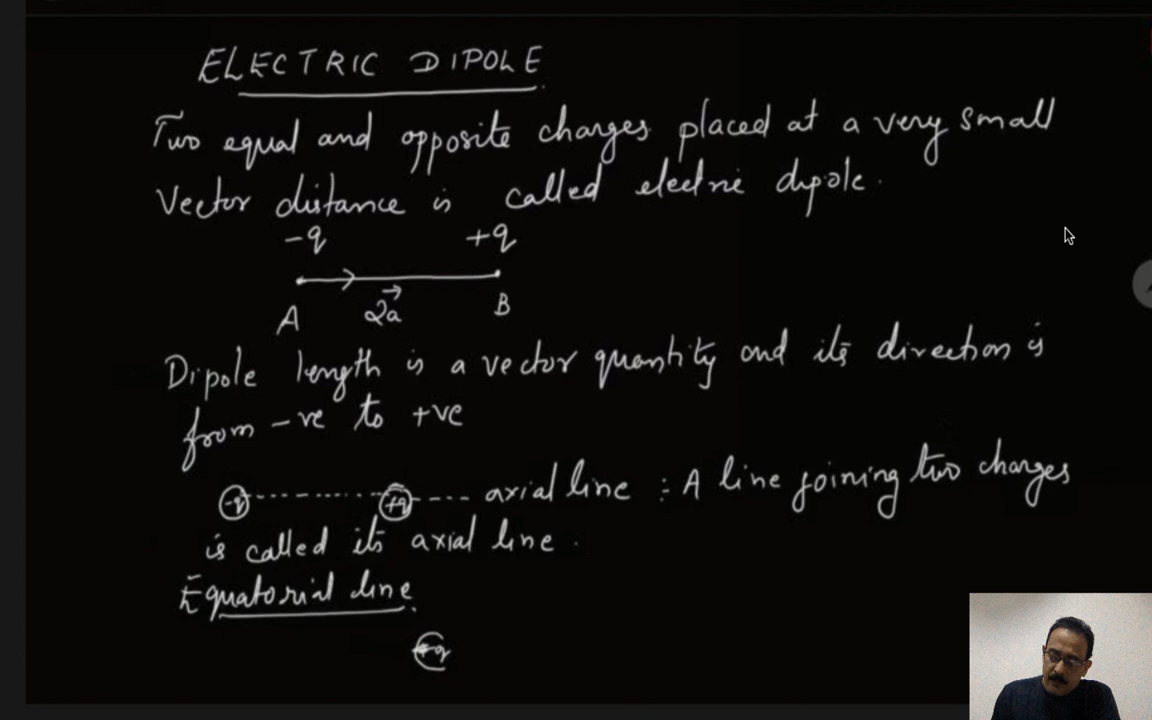 ELECTRIC DIPOLE
Two equal and opposite charges placed at a very small
Vector distance is called electric dipole.
-q +q
A 2a⃗ B
Dipole length is a vector quantity and its direction is
from -ve to +ve
-q +q axial line : A line joining two charges
is called its axial line.
Equatorial line